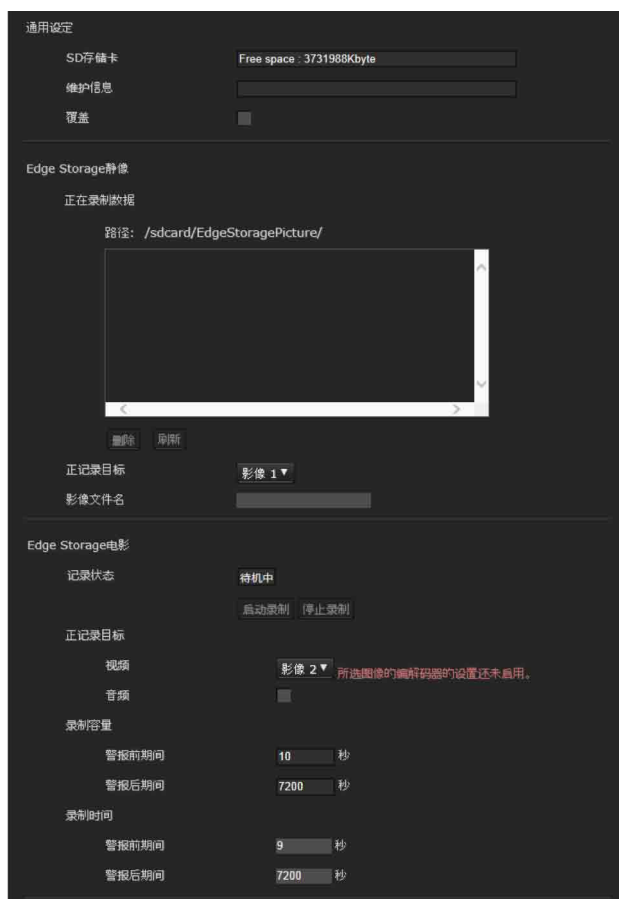 通用设定
SD存储卡 Free space : 3731988Kbyte
维护信息
覆盖
Edge Storage静像
正在录制数据
路径: /sdcard/EdgeStoragePicture/
删除 刷新
正记录目标 影像 1
影像文件名
Edge Storage电影
记录状态 待机中
启动录制 停止录制
正记录目标
视频 影像 2 所选图像的编解码器的设置还未启用。
音频
录制容量
警报前期间 10 秒
警报后期间 7200 秒
录制时间
警报前期间 9 秒
警报后期间 7200 秒